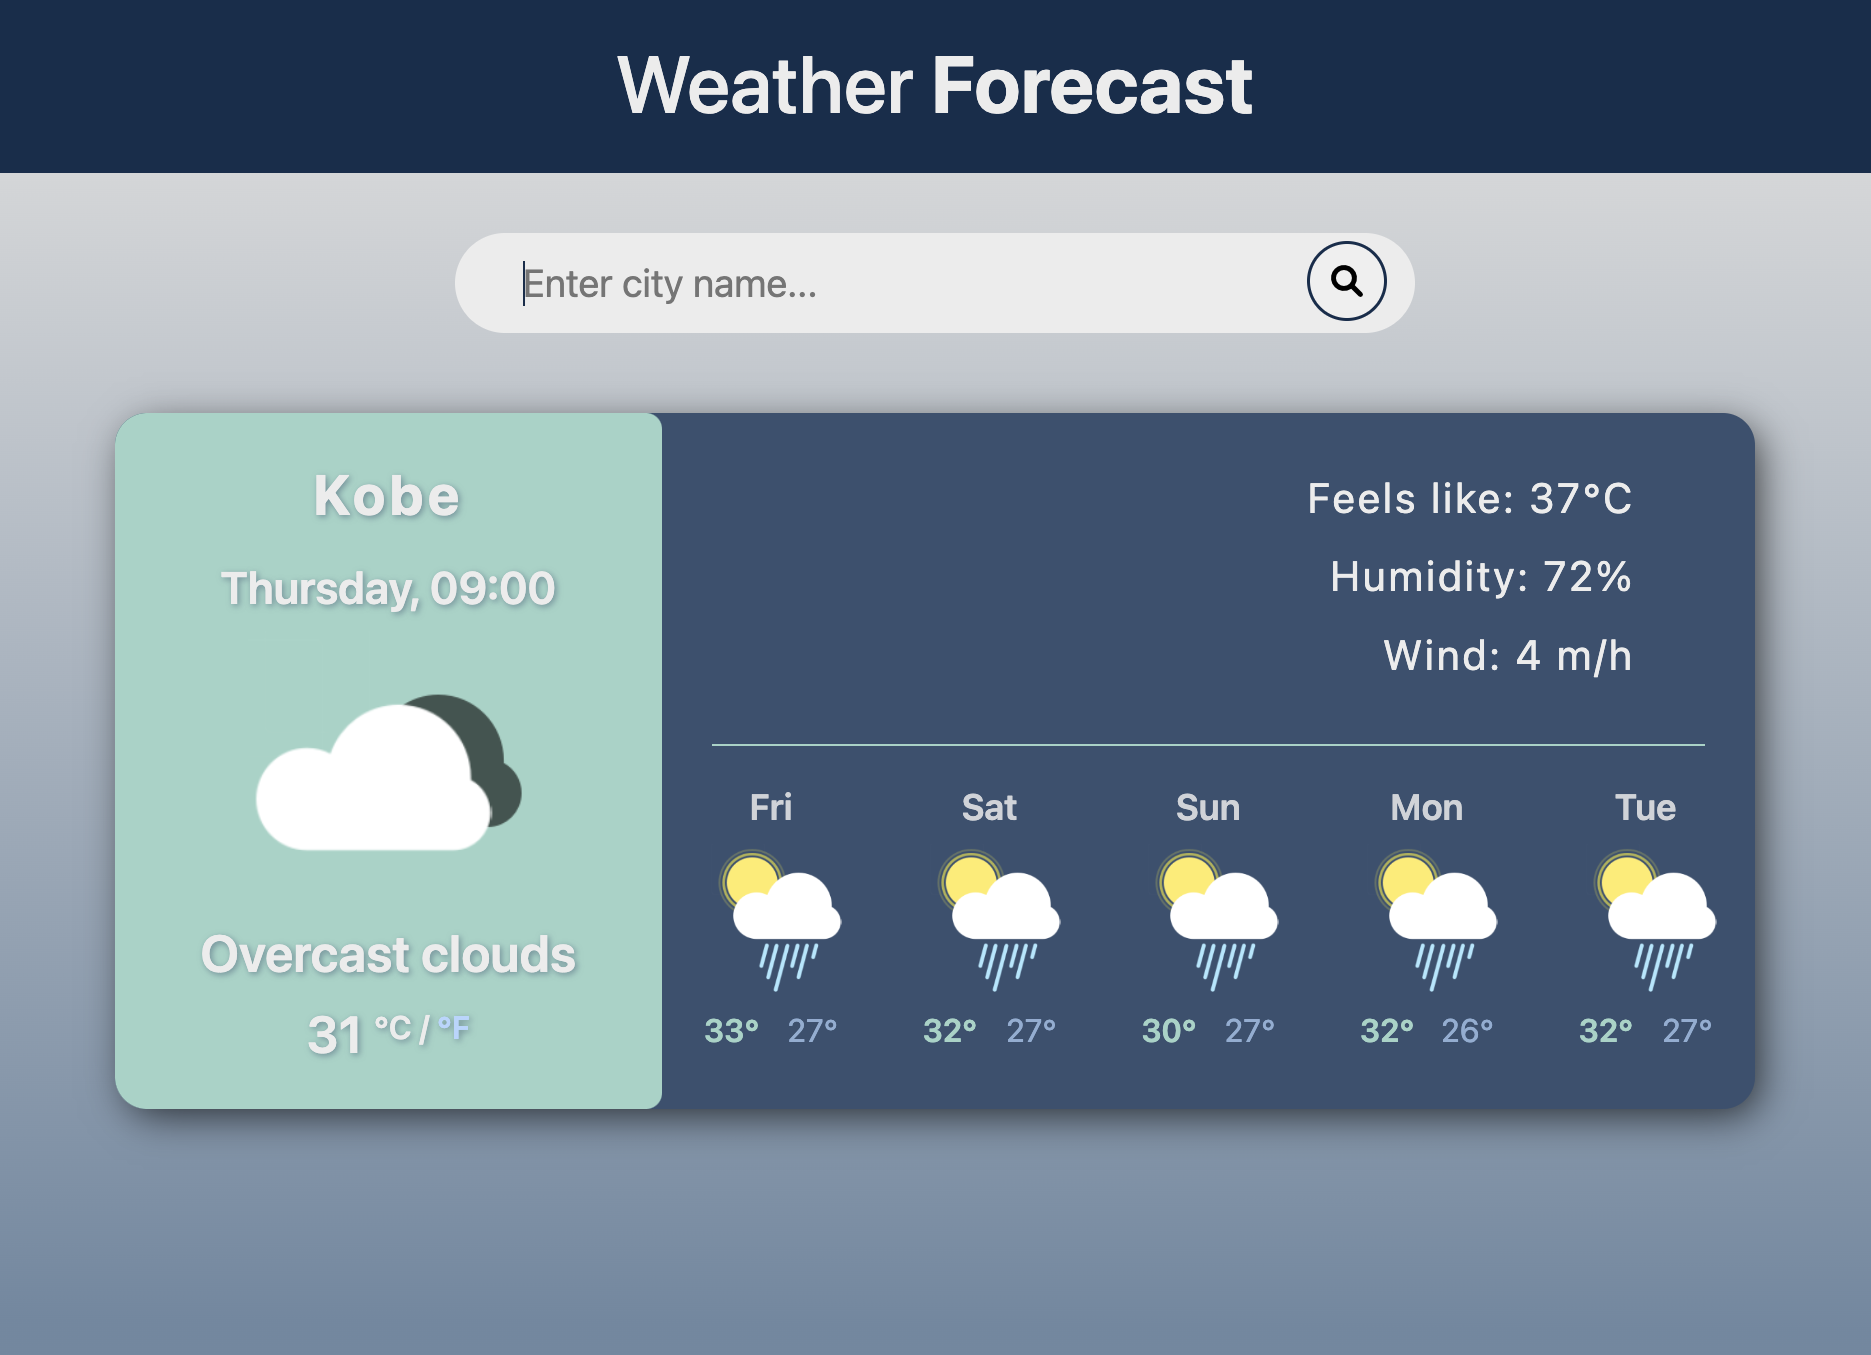 Weather Forecast
Enter city name...
Kobe
Thursday, 09:00
Overcast clouds
31 °C / °F
Feels like: 37°C
Humidity: 72%
Wind: 4 m/h
Fri Sat Sun Mon Tue
33° 27° 32° 27° 30° 27° 32° 26° 32° 27°